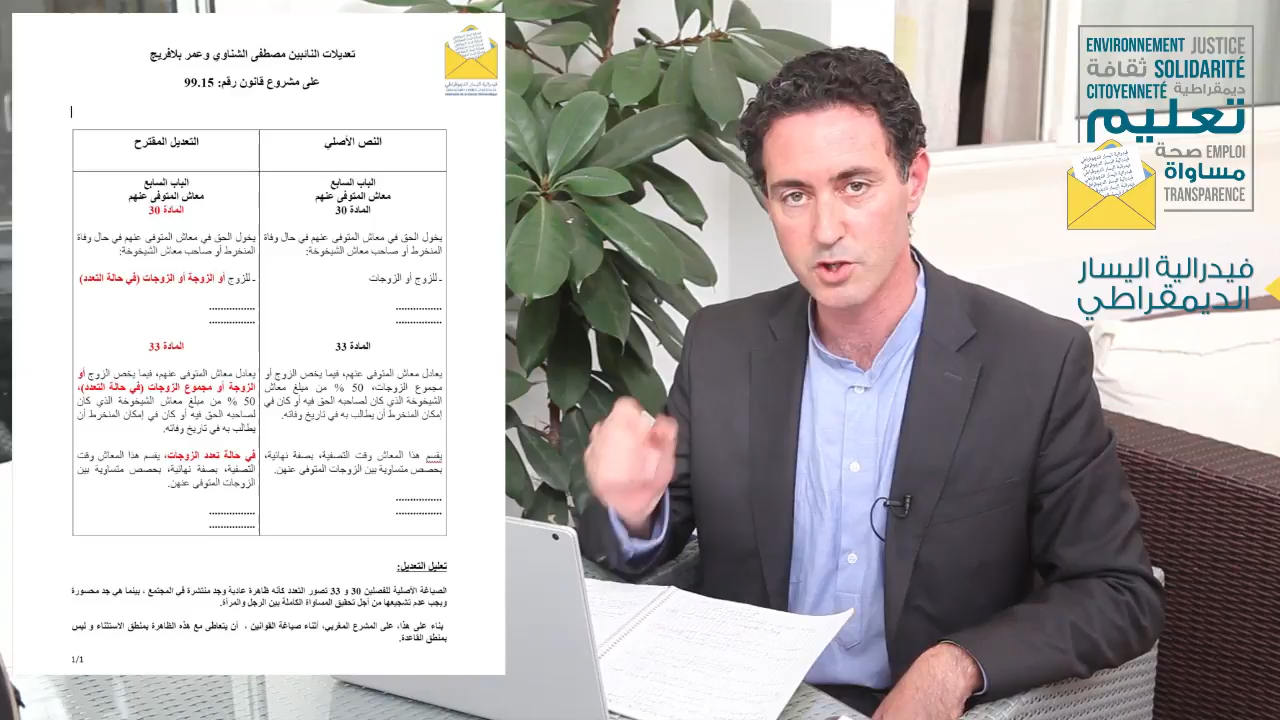 تعديلات النائبين مصطفى الشناوي وعمر بلافريج
على مشروع قانون رقم: 99.15
النص الأصلي
الباب السابع
معاش المتوفى عنهم
المادة 30
يخول الحق في معاش المتوفى عنهم في حال وفاة
المنخرط أو صاحب معاش الشيخوخة:
ـ للزوج أو الزوجات
................
................
المادة 33
يعادل معاش المتوفى عنهم، فيما يخص الزوج أو
مجموع الزوجات، 50 % من مبلغ معاش
الشيخوخة الذي كان لصاحبه الحق فيه أو كان في
إمكان المنخرط أن يطالب به في تاريخ وفاته.
يقسم هذا المعاش وقت التصفية، بصفة نهائية،
بحصص متساوية بين الزوجات المتوفى عنهن.
................
................
التعديل المقترح
الباب السابع
معاش المتوفى عنهم
المادة 30
يخول الحق في معاش المتوفى عنهم في حال وفاة
المنخرط أو صاحب معاش الشيخوخة:
ـ للزوج أو الزوجة أو الزوجات (في حالة التعدد)
................
................
المادة 33
يعادل معاش المتوفى عنهم، فيما يخص الزوج أو
الزوجة أو مجموع الزوجات (في حالة التعدد)،
50 % من مبلغ معاش الشيخوخة الذي كان
لصاحبه الحق فيه أو كان في إمكان المنخرط أن
يطالب به في تاريخ وفاته.
في حالة تعدد الزوجات، يقسم هذا المعاش وقت
التصفية، بصفة نهائية، بحصص متساوية بين
الزوجات المتوفى عنهن.
................
................
تعليل التعديل:
الصياغة الأصلية للفصلين 30 و 33 تصور التعدد كأنه ظاهرة عادية وجد منتشرة في المجتمع ، بينما هي جد محصورة
ويجب عدم تشجيعها من أجل تحقيق المساواة الكاملة بين الرجل والمرأة.
بناء على هذا، على المشرع المغربي، أثناء صياغة القوانين ، أن يتعاطى مع هذه الظاهرة بمنطق الاستثناء و ليس
بمنطق القاعدة.
1/1
فيدرالية اليسار الديمقراطي
ENVIRONNEMENT JUSTICE
ثقافة SOLIDARITÉ
CITOYENNETÉ ديمقراطية
تعليم
صحة EMPLOI
مساواة
TRANSPARENCE
فيدرالية اليسار
الديمقراطي